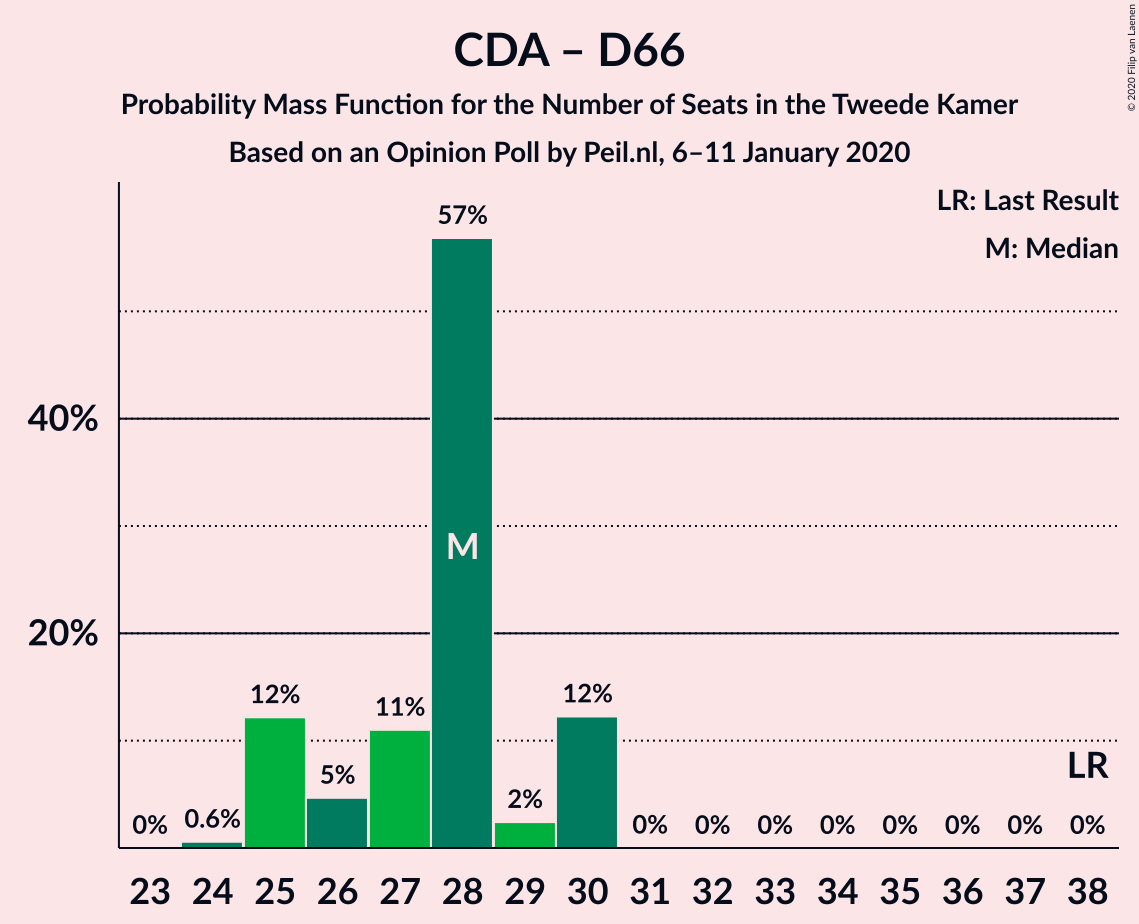 CDA – D66
Probability Mass Function for the Number of Seats in the Tweede Kamer
Based on an Opinion Poll by Peil.nl, 6–11 January 2020
© 2020 Filip van Laenen
LR: Last Result
M: Median
57%
40%
M
20%
12%
11%
12%
LR
5%
2%
0%
0.6%
0%
0%
0%
0%
0%
0%
0%
0%
23 24 25 26 27 28 29 30 31 32 33 34 35 36 37 38